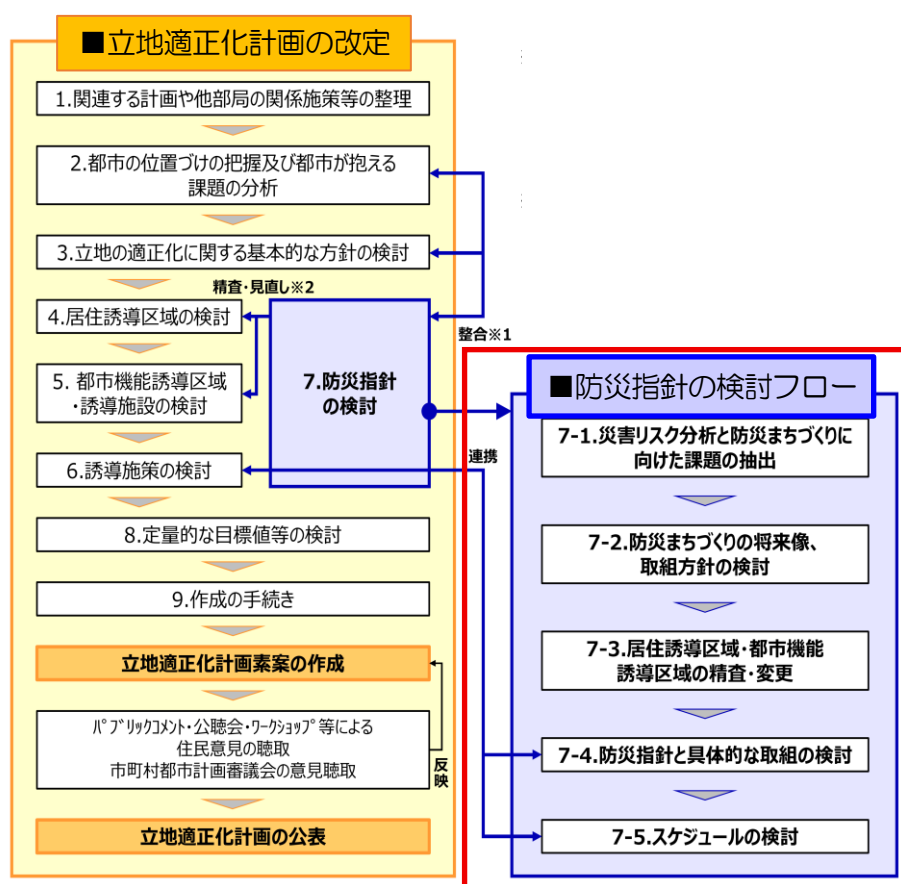 ■立地適正化計画の改定
1.関連する計画や他部局の関係施策等の整理
2.都市の位置づけの把握及び都市が抱える
課題の分析
3.立地の適正化に関する基本的な方針の検討
精査・見直し※2
4.居住誘導区域の検討
5. 都市機能誘導区域
・誘導施設の検討
6.誘導施策の検討
7.防災指針
の検討
整合※1
連携
8.定量的な目標値等の検討
9.作成の手続き
立地適正化計画素案の作成
ﾊﾟﾌﾞﾘｯｸｺﾒﾝﾄ・公聴会・ﾜｰｸｼｮｯﾌﾟ等による
住民意見の聴取
市町村都市計画審議会の意見聴取
反映
立地適正化計画の公表
■防災指針の検討フロー
7-1.災害リスク分析と防災まちづくりに
向けた課題の抽出
7-2.防災まちづくりの将来像、
取組方針の検討
7-3.居住誘導区域・都市機能
誘導区域の精査・変更
7-4.防災指針と具体的な取組の検討
7-5.スケジュールの検討